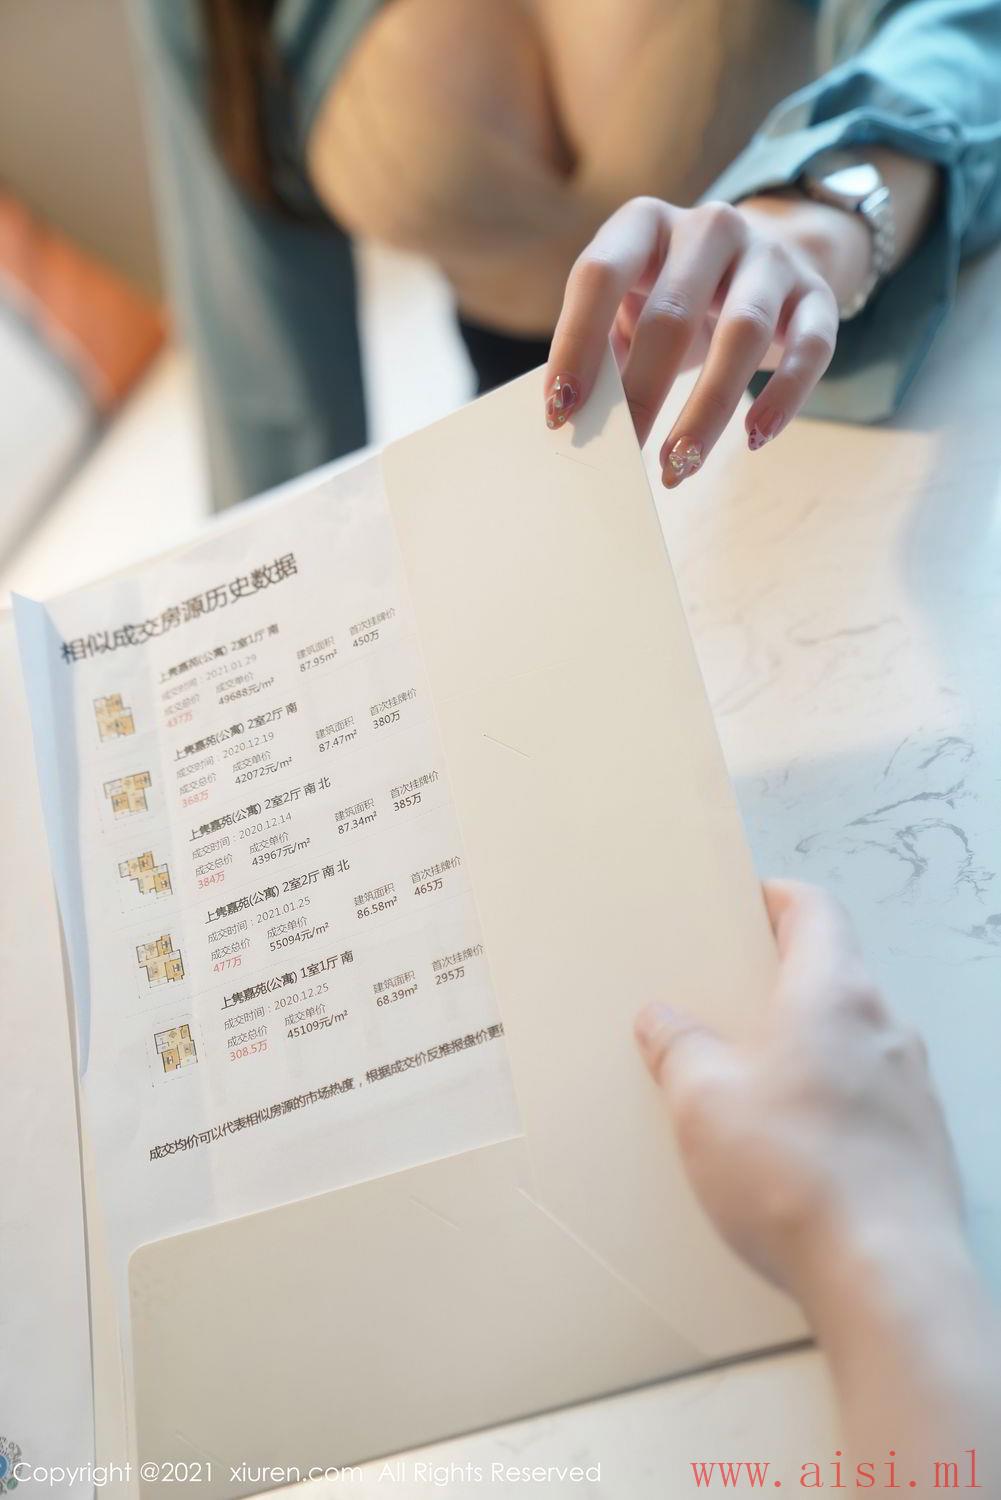 相似成交房源历史数据
上隽嘉苑(公寓) 2室1厅 南
成交时间：2021.01.29
成交总价 成交单价 建筑面积 首次挂牌价
437万 49688元/m² 87.95m² 450万
上隽嘉苑(公寓) 2室2厅 南
成交时间：2020.12.19
成交总价 成交单价 建筑面积 首次挂牌价
368万 42072元/m² 87.47m² 380万
上隽嘉苑(公寓) 2室2厅 南 北
成交时间：2020.12.14
成交总价 成交单价 建筑面积 首次挂牌价
384万 43967元/m² 87.34m² 385万
上隽嘉苑(公寓) 2室2厅 南 北
成交时间：2021.01.25
成交总价 成交单价 建筑面积 首次挂牌价
477万 55094元/m² 86.58m² 465万
上隽嘉苑(公寓) 1室1厅 南
成交时间：2020.12.25
成交总价 成交单价 建筑面积 首次挂牌价
308.5万 45109元/m² 68.39m² 295万
成交均价可以代表相似房源的市场热度，根据成交价反推报盘价更
Copyright @2021 xiuren.com All Rights Reserved
www.aisi.ml